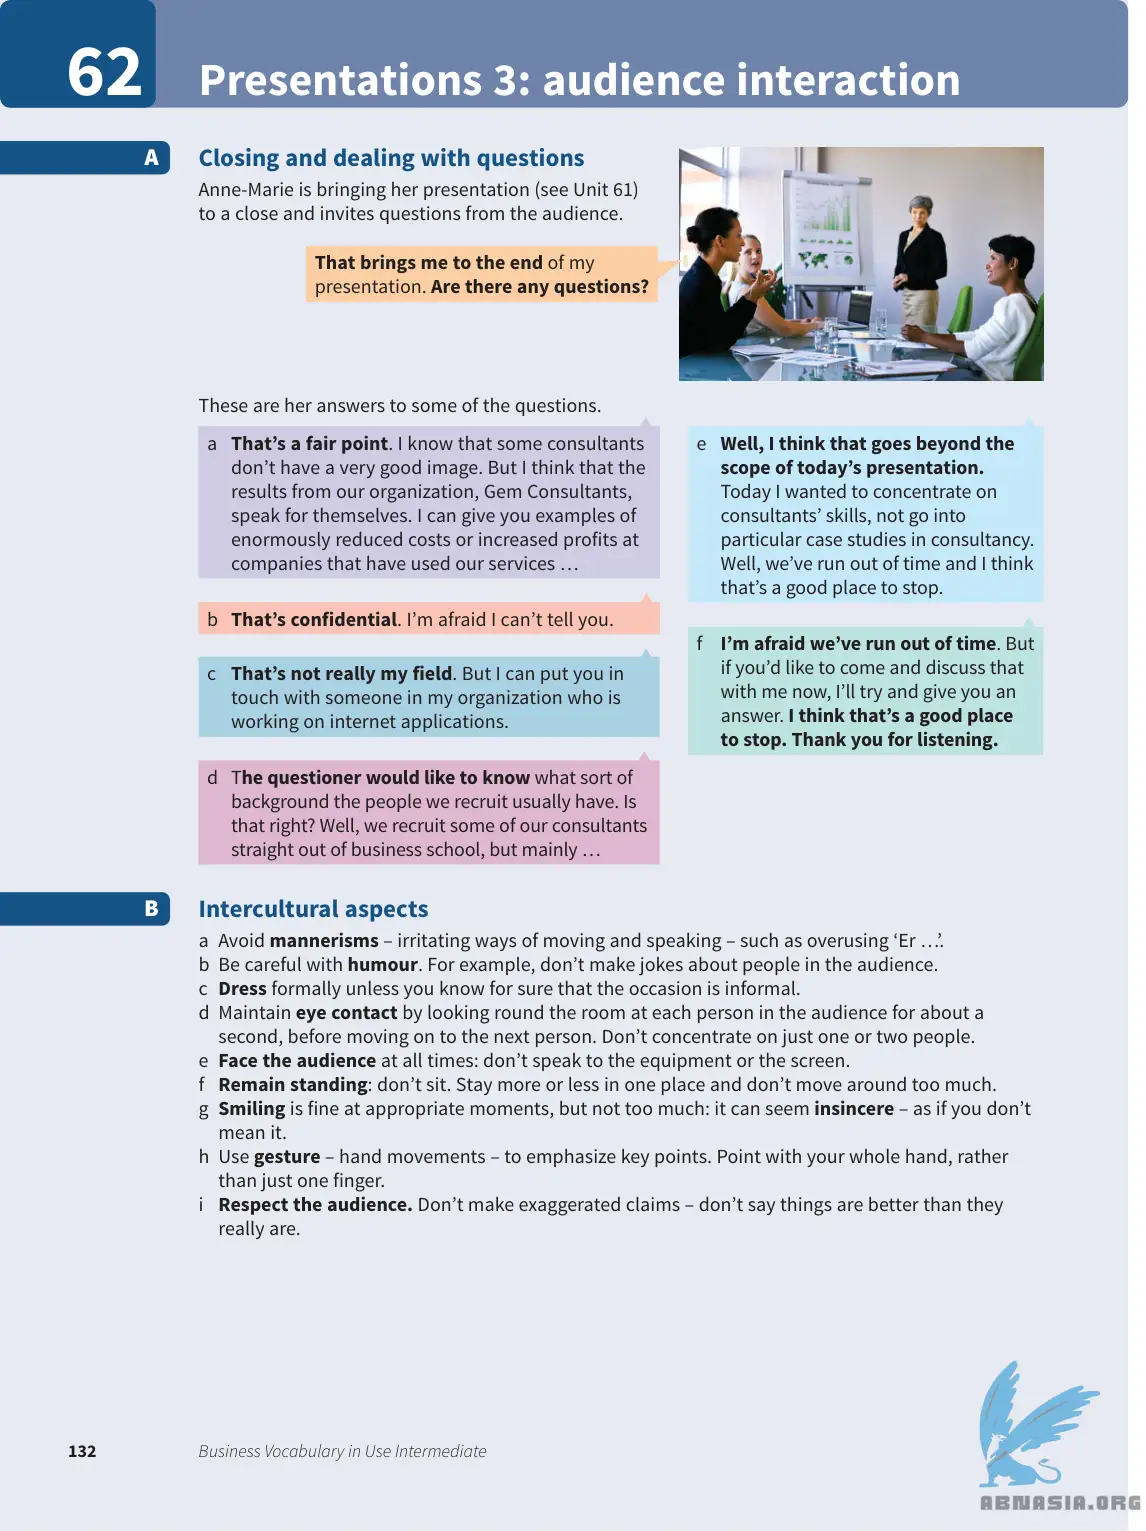 62
Presentations 3: audience interaction
A
Closing and dealing with questions
Anne-Marie is bringing her presentation (see Unit 61)
to a close and invites questions from the audience.
That brings me to the end of my
presentation. Are there any questions?
These are her answers to some of the questions.
a That’s a fair point. I know that some consultants
don’t have a very good image. But I think that the
results from our organization, Gem Consultants,
speak for themselves. I can give you examples of
enormously reduced costs or increased profits at
companies that have used our services …
b That’s confidential. I’m afraid I can’t tell you.
c That’s not really my field. But I can put you in
touch with someone in my organization who is
working on internet applications.
d The questioner would like to know what sort of
background the people we recruit usually have. Is
that right? Well, we recruit some of our consultants
straight out of business school, but mainly …
e Well, I think that goes beyond the
scope of today’s presentation.
Today I wanted to concentrate on
consultants’ skills, not go into
particular case studies in consultancy.
Well, we’ve run out of time and I think
that’s a good place to stop.
f I’m afraid we’ve run out of time. But
if you’d like to come and discuss that
with me now, I’ll try and give you an
answer. I think that’s a good place
to stop. Thank you for listening.
B
Intercultural aspects
a Avoid mannerisms – irritating ways of moving and speaking – such as overusing ‘Er …’.
b Be careful with humour. For example, don’t make jokes about people in the audience.
c Dress formally unless you know for sure that the occasion is informal.
d Maintain eye contact by looking round the room at each person in the audience for about a
second, before moving on to the next person. Don’t concentrate on just one or two people.
e Face the audience at all times: don’t speak to the equipment or the screen.
f Remain standing: don’t sit. Stay more or less in one place and don’t move around too much.
g Smiling is fine at appropriate moments, but not too much: it can seem insincere – as if you don’t
mean it.
h Use gesture – hand movements – to emphasize key points. Point with your whole hand, rather
than just one finger.
i Respect the audience. Don’t make exaggerated claims – don’t say things are better than they
really are.
132
Business Vocabulary in Use Intermediate
ABNASIA.ORG